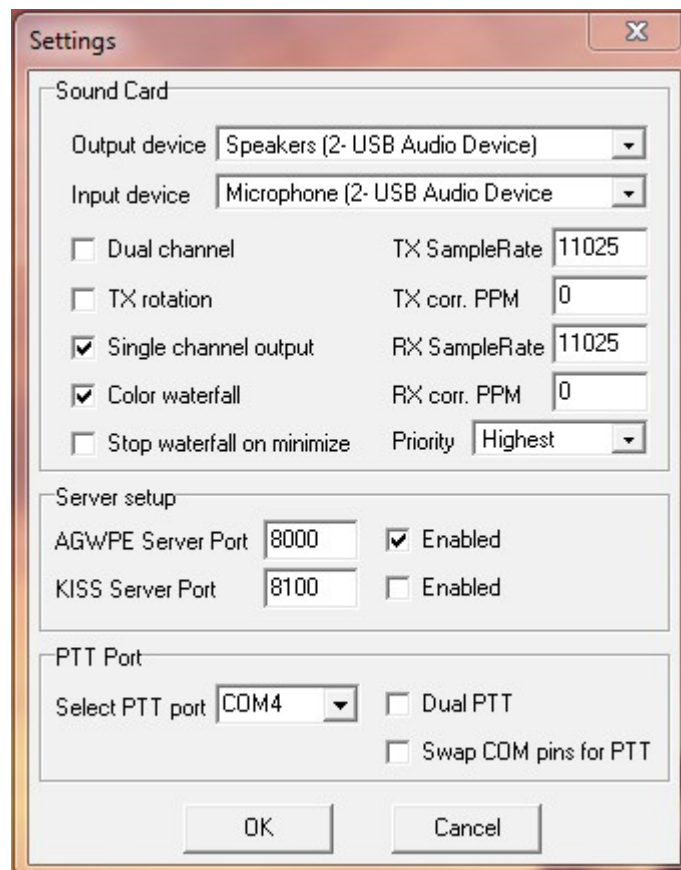 Settings
Sound Card
Output device Speakers (2- USB Audio Device)
Input device Microphone (2- USB Audio Device
Dual channel TX SampleRate 11025
TX rotation TX corr. PPM 0
Single channel output RX SampleRate 11025
Color waterfall RX corr. PPM 0
Stop waterfall on minimize Priority Highest
Server setup
AGWPE Server Port 8000 Enabled
KISS Server Port 8100 Enabled
PTT Port
Select PTT port COM4 Dual PTT
Swap COM pins for PTT
OK Cancel